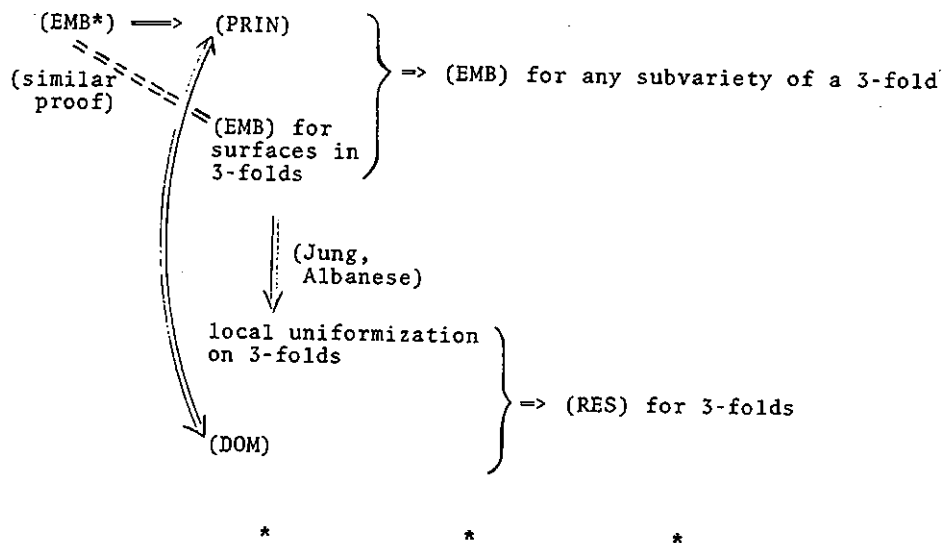 (EMB*) ==> (PRIN)
(similar proof)
=> (EMB) for any subvariety of a 3-fold
(EMB) for
surfaces in
3-folds
(Jung,
Albanese)
local uniformization
on 3-folds
=> (RES) for 3-folds
(DOM)
* * *